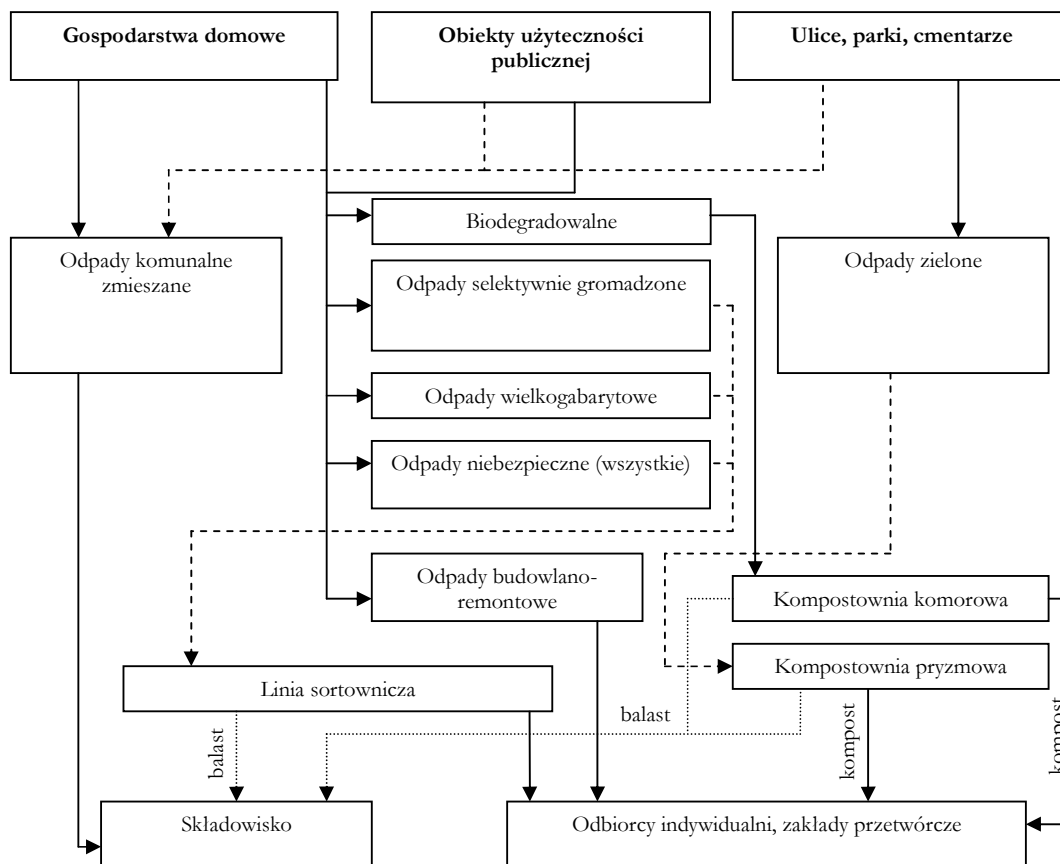 Gospodarstwa domowe
Obiekty użyteczności
publicznej
Ulice, parki, cmentarze
Biodegradowalne
Odpady komunalne
zmieszane
Odpady selektywnie gromadzone
Odpady zielone
Odpady wielkogabarytowe
Odpady niebezpieczne (wszystkie)
Odpady budowlano-
remontowe
Kompostownia komorowa
Kompostownia pryzmowa
Linia sortownicza
balast
balast
kompost
kompost
Składowisko
Odbiorcy indywidualni, zakłady przetwórcze